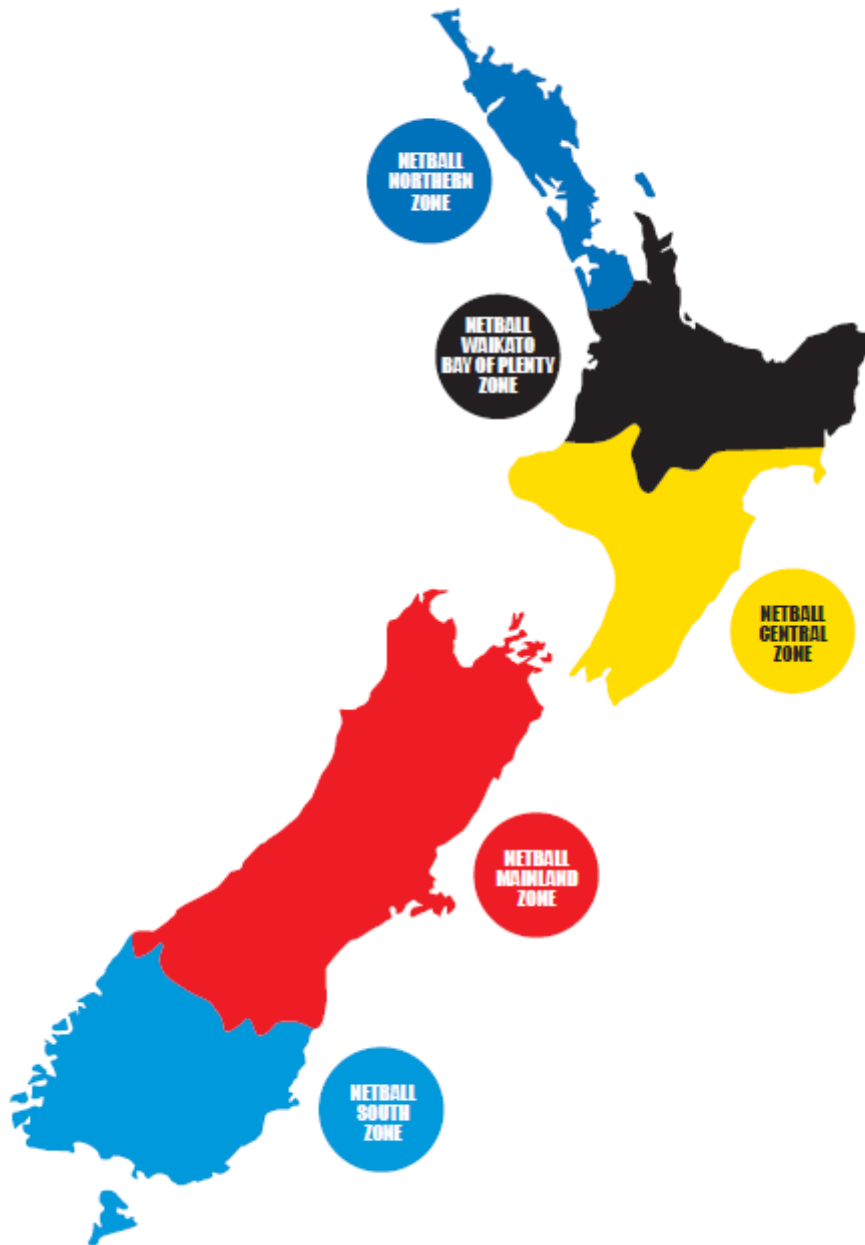 NETBALL
NORTHERN
ZONE
NETBALL
WAIKATO
BAY OF PLENTY
ZONE
NETBALL
CENTRAL
ZONE
NETBALL
MAINLAND
ZONE
NETBALL
SOUTH
ZONE